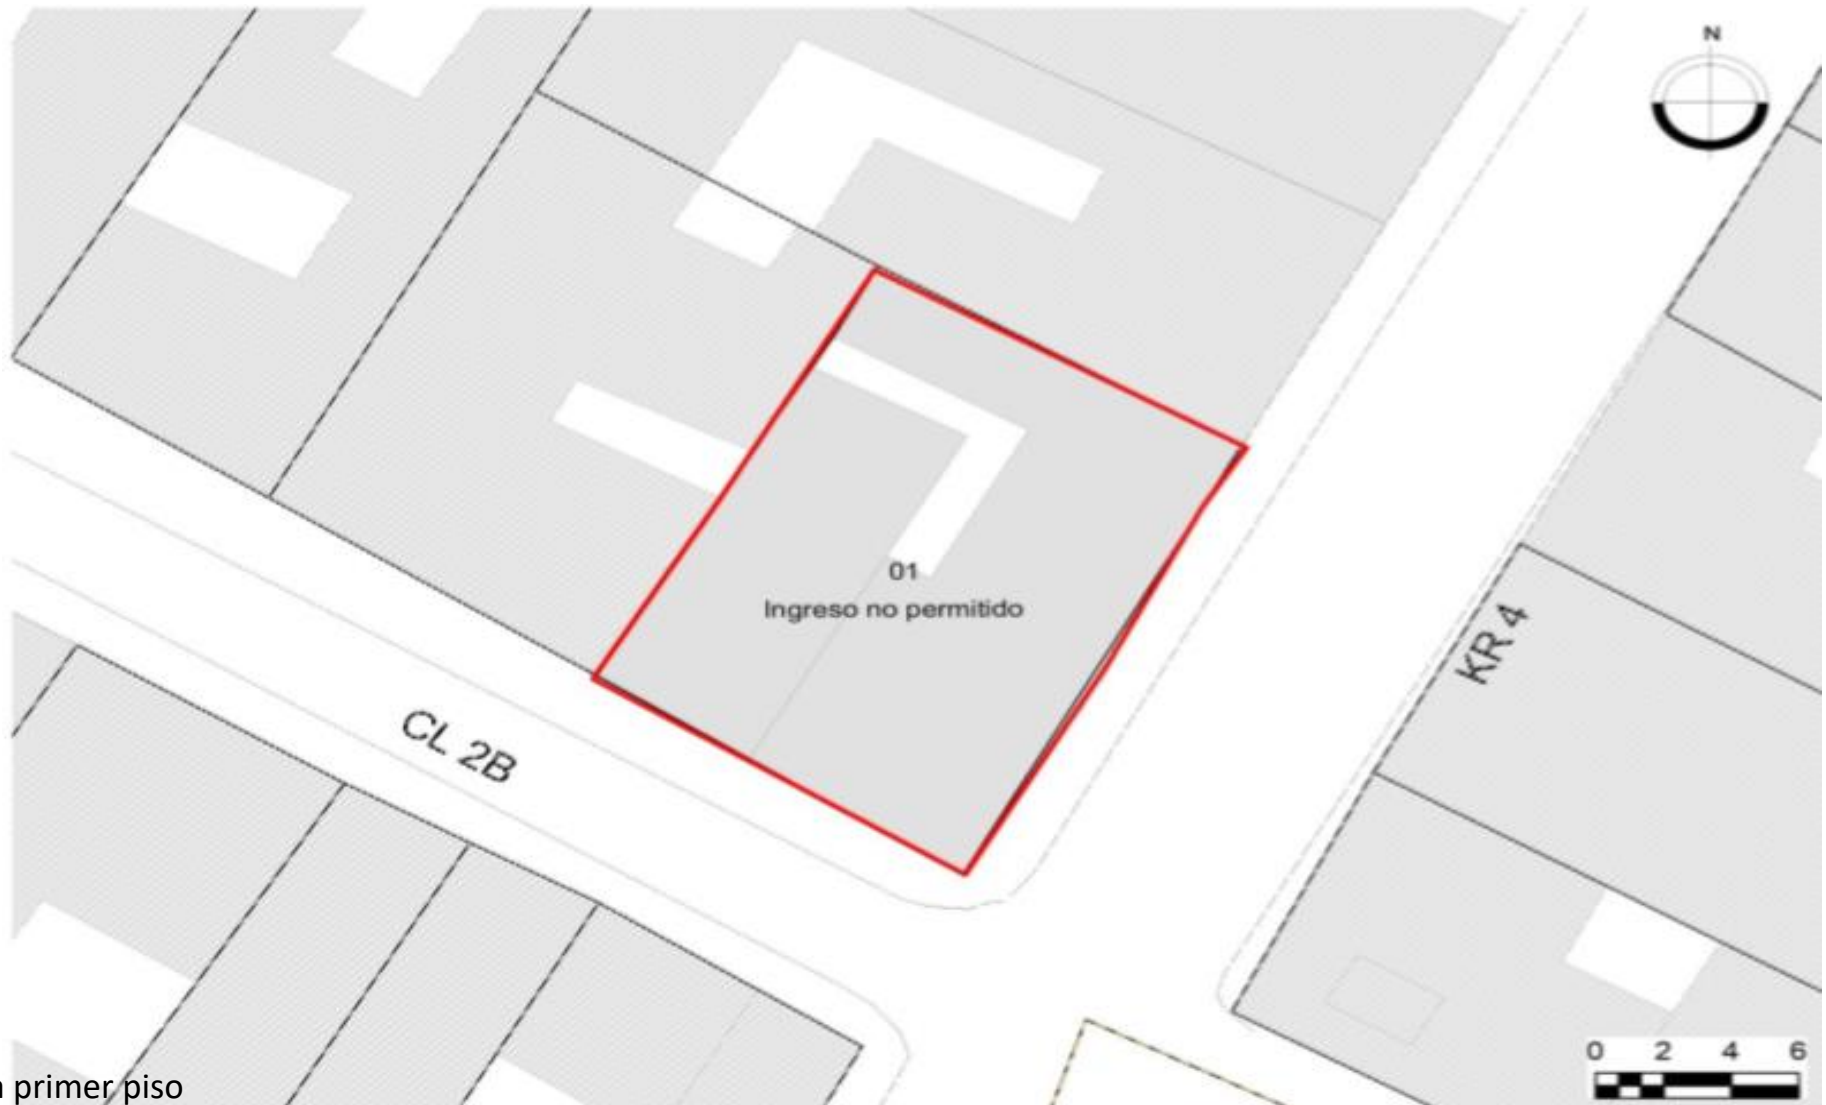 N
01
Ingreso no permitido
KR 4
CL 2B
0 2 4 6
primer piso